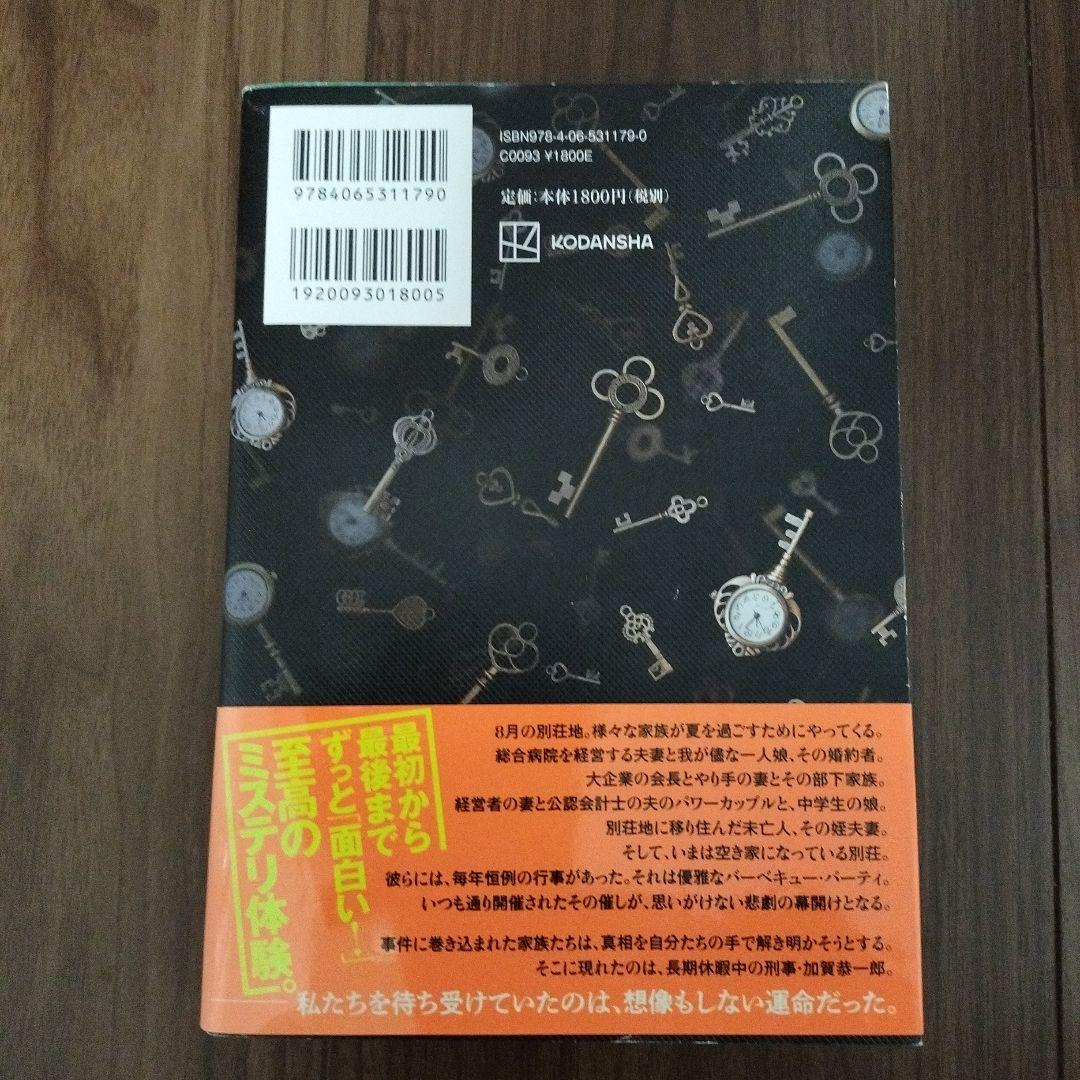 9784065311790
1920093018005
ISBN978-4-06-531179-0
C0093 ¥1800E
定価:本体1800円(税別)
KODANSHA
8月の別荘地。様々な家族が夏を過ごすためにやってくる。
総合病院を経営する夫妻と我が儘な一人娘、その婚約者。
大企業の会長とやり手の妻とその部下家族。
経営者の妻と公認会計士の夫のパワーカップルと、中学生の娘。
別荘地に移り住んだ未亡人、その姪夫妻。
そして、いまは空き家になっている別荘。
彼らには、毎年恒例の行事があった。それは優雅なバーベキュー・パーティ。
いつも通り開催されたその催しが、思いがけない悲劇の幕開けとなる。
事件に巻き込まれた家族たちは、真相を自分たちの手で解き明かそうとする。
そこに現れたのは、長期休暇中の刑事・加賀恭一郎。
私たちを待ち受けていたのは、想像もしない運命だった。
「最初から
最後まで
ずっと「面白い!」
至高の
ミステリ体験」。